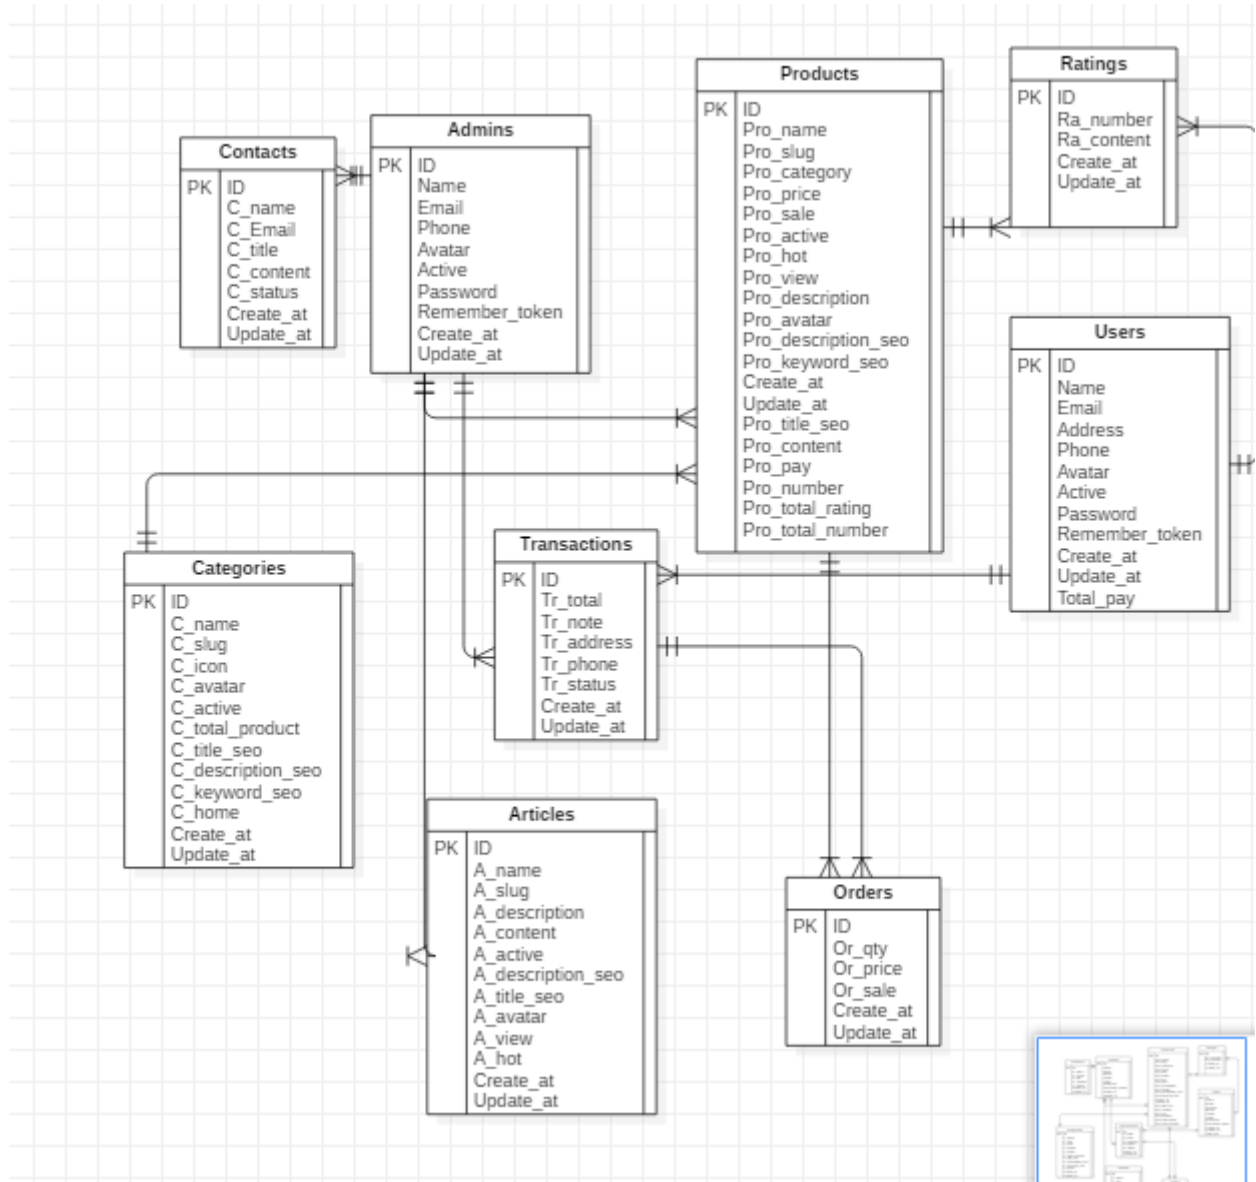 Contacts
PK ID
C_name
C_Email
C_title
C_content
C_status
Create_at
Update_at
Admins
PK ID
Name
Email
Phone
Avatar
Active
Password
Remember_token
Create_at
Update_at
Products
PK ID
Pro_name
Pro_slug
Pro_category
Pro_price
Pro_sale
Pro_active
Pro_hot
Pro_view
Pro_description
Pro_avatar
Pro_description_seo
Pro_keyword_seo
Create_at
Update_at
Pro_title_seo
Pro_content
Pro_pay
Pro_number
Pro_total_rating
Pro_total_number
Ratings
PK ID
Ra_number
Ra_content
Create_at
Update_at
Users
PK ID
Name
Email
Address
Phone
Avatar
Active
Password
Remember_token
Create_at
Update_at
Total_pay
Categories
PK ID
C_name
C_slug
C_icon
C_avatar
C_active
C_total_product
C_title_seo
C_description_seo
C_keyword_seo
C_home
Create_at
Update_at
Transactions
PK ID
Tr_total
Tr_note
Tr_address
Tr_phone
Tr_status
Create_at
Update_at
Articles
PK ID
A_name
A_slug
A_description
A_content
A_active
A_description_seo
A_title_seo
A_avatar
A_view
A_hot
Create_at
Update_at
Orders
PK ID
Or_qty
Or_price
Or_sale
Create_at
Update_at